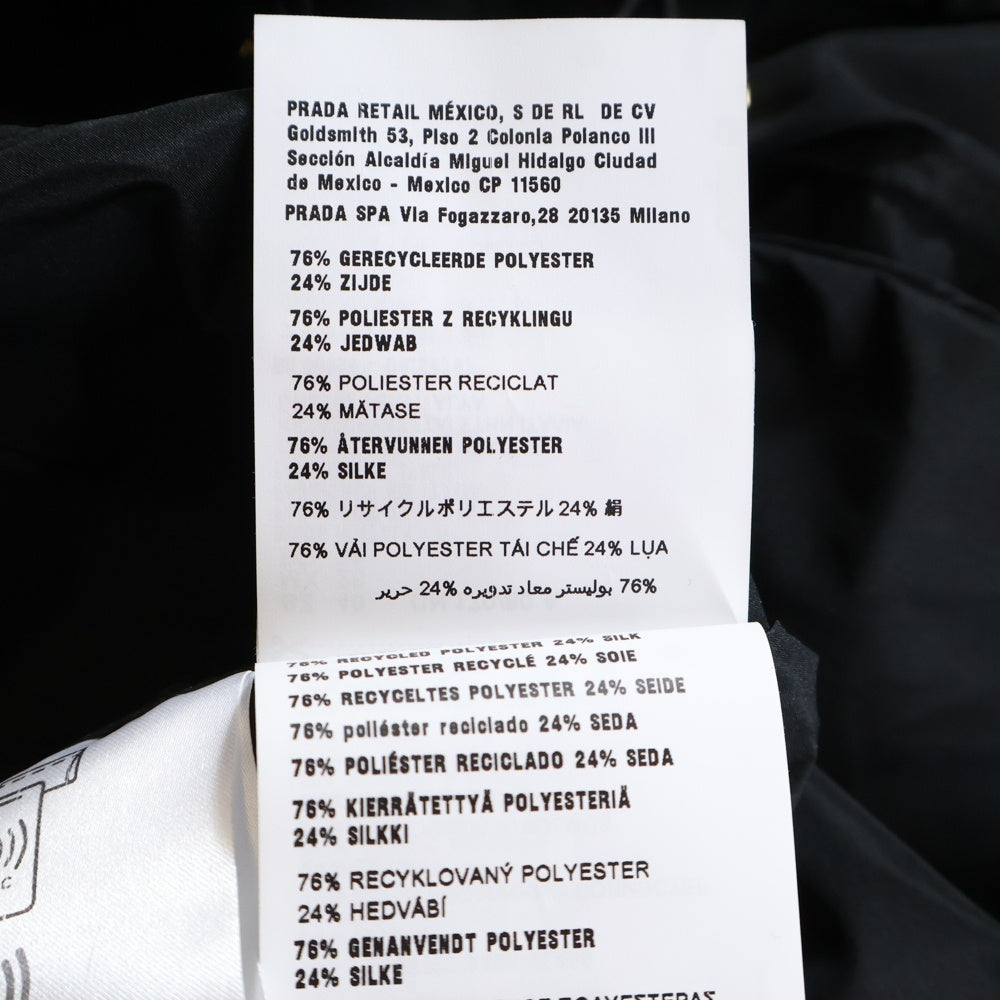 PRADA RETAIL MÉXICO, S DE RL DE CV
Goldsmith 53, Piso 2 Colonia Polanco III
Sección Alcaldía Miguel Hidalgo Ciudad
de Mexico - Mexico CP 11560
PRADA SPA Via Fogazzaro,28 20135 Milano
76% GERECYCLEERDE POLYESTER
24% ZIJDE
76% POLIESTER Z RECYKLINGU
24% JEDWAB
76% POLIESTER RECICLAT
24% MĂTASE
76% ÅTERVUNNEN POLYESTER
24% SILKE
76% リサイクルポリエステル 24% 絹
76% VẢI POLYESTER TÁI CHẾ 24% LỤA
76% بوليستر معاد تدويره 24% حرير
76% RECYCLED POLYESTER 24% SILK
76% POLYESTER RECYCLÉ 24% SOIE
76% RECYCELTES POLYESTER 24% SEIDE
76% poliéster reciclado 24% SEDA
76% POLIÉSTER RECICLADO 24% SEDA
76% KIERRÄTETTYÄ POLYESTERIÄ
24% SILKKI
76% RECYKLOVANÝ POLYESTER
24% HEDVÁBÍ
76% GENANVENDT POLYESTER
24% SILKE